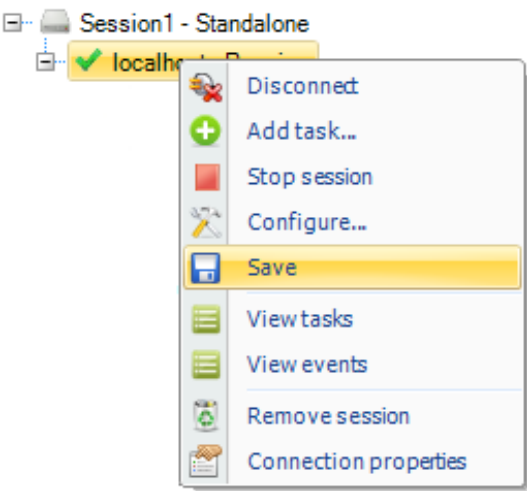 Session1 - Standalone
Disconnect
Add task...
Stop session
Configure...
Save
View tasks
View events
Remove session
Connection properties